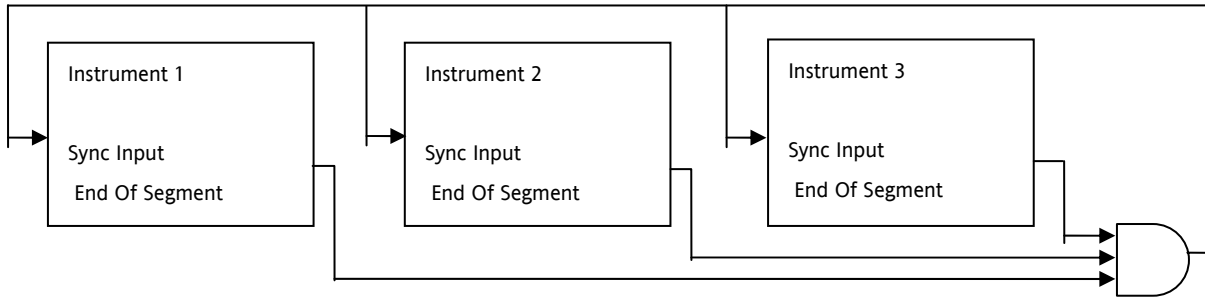 Instrument 1
Sync Input
End Of Segment
Instrument 2
Sync Input
End Of Segment
Instrument 3
Sync Input
End Of Segment